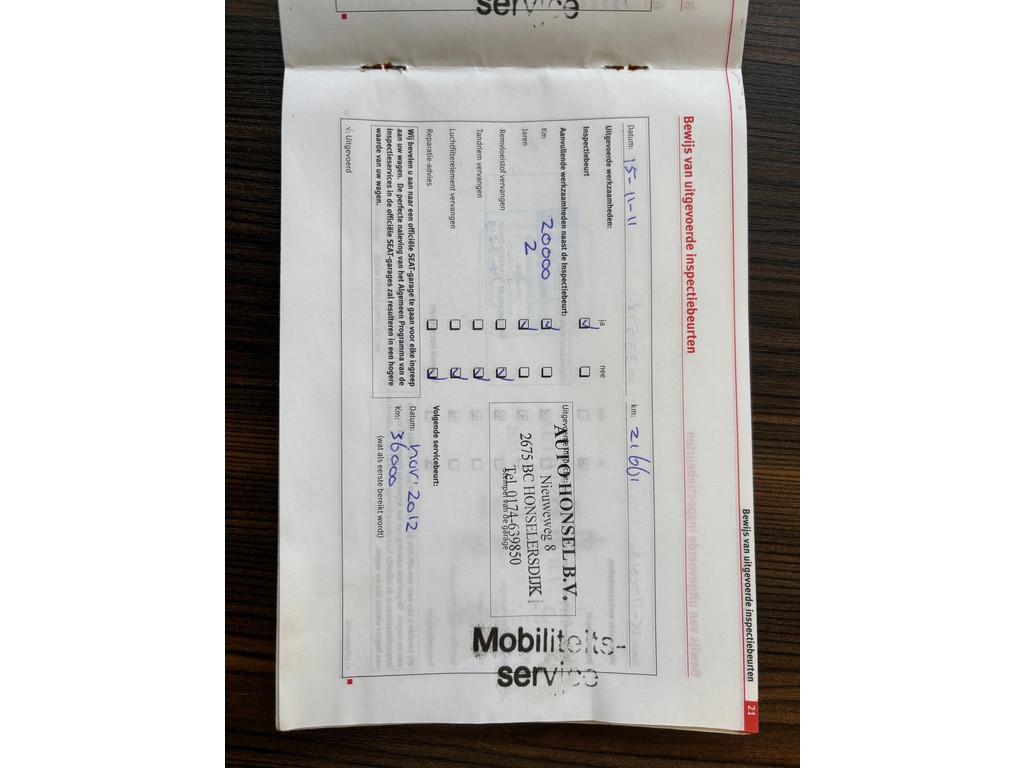 service
Bewijs van uitgevoerde inspectiebeurten
21
Bewijs van uitgevoerde inspectiebeurten
Datum: 15-11-11
km: 21661
Uitgevoerde werkzaamheden:
ja nee
Inspectiebeurt
Aanvullende werkzaamheden naast de Inspectiebeurt:
Km 20000
Jaren 2
Remvloeistof vervangen
Tandriem vervangen
Luchtfilterelement vervangen
Reparatie-advies
Wij bevelen u aan naar een officiële SEAT-garage te gaan voor elke ingreep
aan uw wagen. De perfecte naleving van het Algemeen Programma van de
Inspectieservices in de officiële SEAT-garages zal resulteren in een hogere
waarde van uw wagen.
√: Uitgevoerd
AUTO HONSEL B.V.
Nieuweweg 8
2675 BC HONSELERSDIJK
Tel. 0174-639850
Stempel van de garage
Volgende servicebeurt:
Datum: nov. 2012
Km: 36000
(wat als eerste bereikt wordt)
Mobiliteits-
service